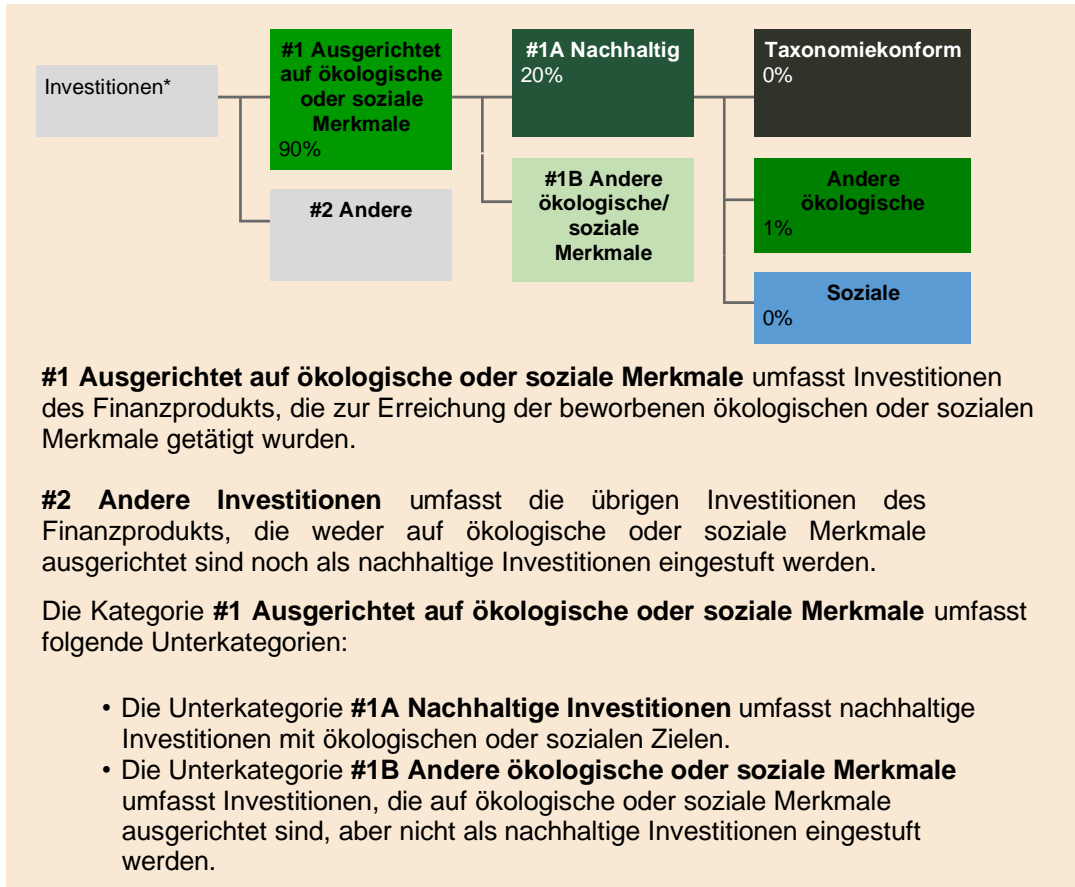 Investitionen*
#1 Ausgerichtet
auf ökologische
oder soziale
Merkmale
90%
#2 Andere
#1A Nachhaltig
20%
#1B Andere
ökologische/
soziale
Merkmale
Taxonomiekonform
0%
Andere
ökologische
1%
Soziale
0%
#1 Ausgerichtet auf ökologische oder soziale Merkmale umfasst Investitionen
des Finanzprodukts, die zur Erreichung der beworbenen ökologischen oder sozialen
Merkmale getätigt wurden.
#2 Andere Investitionen umfasst die übrigen Investitionen des
Finanzprodukts, die weder auf ökologische oder soziale Merkmale
ausgerichtet sind noch als nachhaltige Investitionen eingestuft werden.
Die Kategorie #1 Ausgerichtet auf ökologische oder soziale Merkmale umfasst
folgende Unterkategorien:
• Die Unterkategorie #1A Nachhaltige Investitionen umfasst nachhaltige
Investitionen mit ökologischen oder sozialen Zielen.
• Die Unterkategorie #1B Andere ökologische oder soziale Merkmale
umfasst Investitionen, die auf ökologische oder soziale Merkmale
ausgerichtet sind, aber nicht als nachhaltige Investitionen eingestuft
werden.